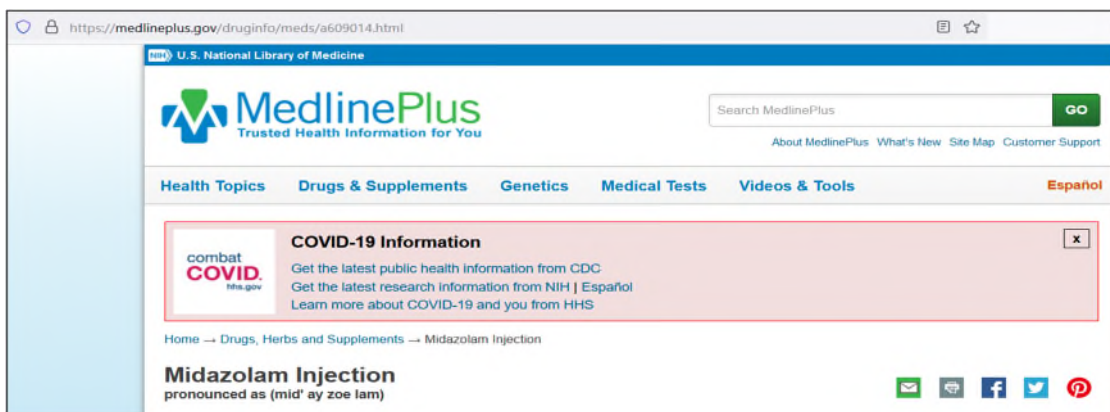 https://medlineplus.gov/druginfo/meds/a609014.html
NIH U.S. National Library of Medicine
MedlinePlus
Trusted Health Information for You
Search MedlinePlus
GO
About MedlinePlus What's New Site Map Customer Support
Health Topics Drugs & Supplements Genetics Medical Tests Videos & Tools Español
combat
COVID.
hhs.gov
COVID-19 Information
x
Get the latest public health information from CDC
Get the latest research information from NIH | Español
Learn more about COVID-19 and you from HHS
Home → Drugs, Herbs and Supplements → Midazolam Injection
Midazolam Injection
pronounced as (mid' ay zoe lam)